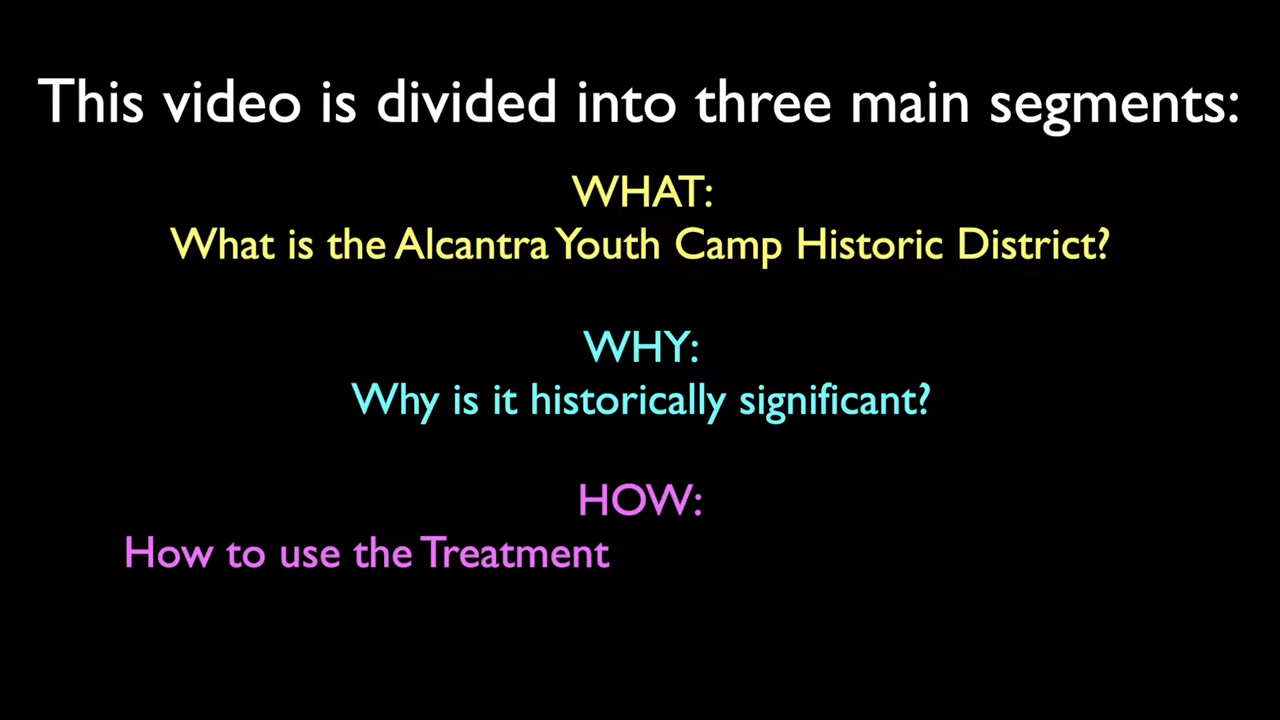 This video is divided into three main segments:
WHAT:
What is the Alcantra Youth Camp Historic District?
WHY:
Why is it historically significant?
HOW:
How to use the Treatment